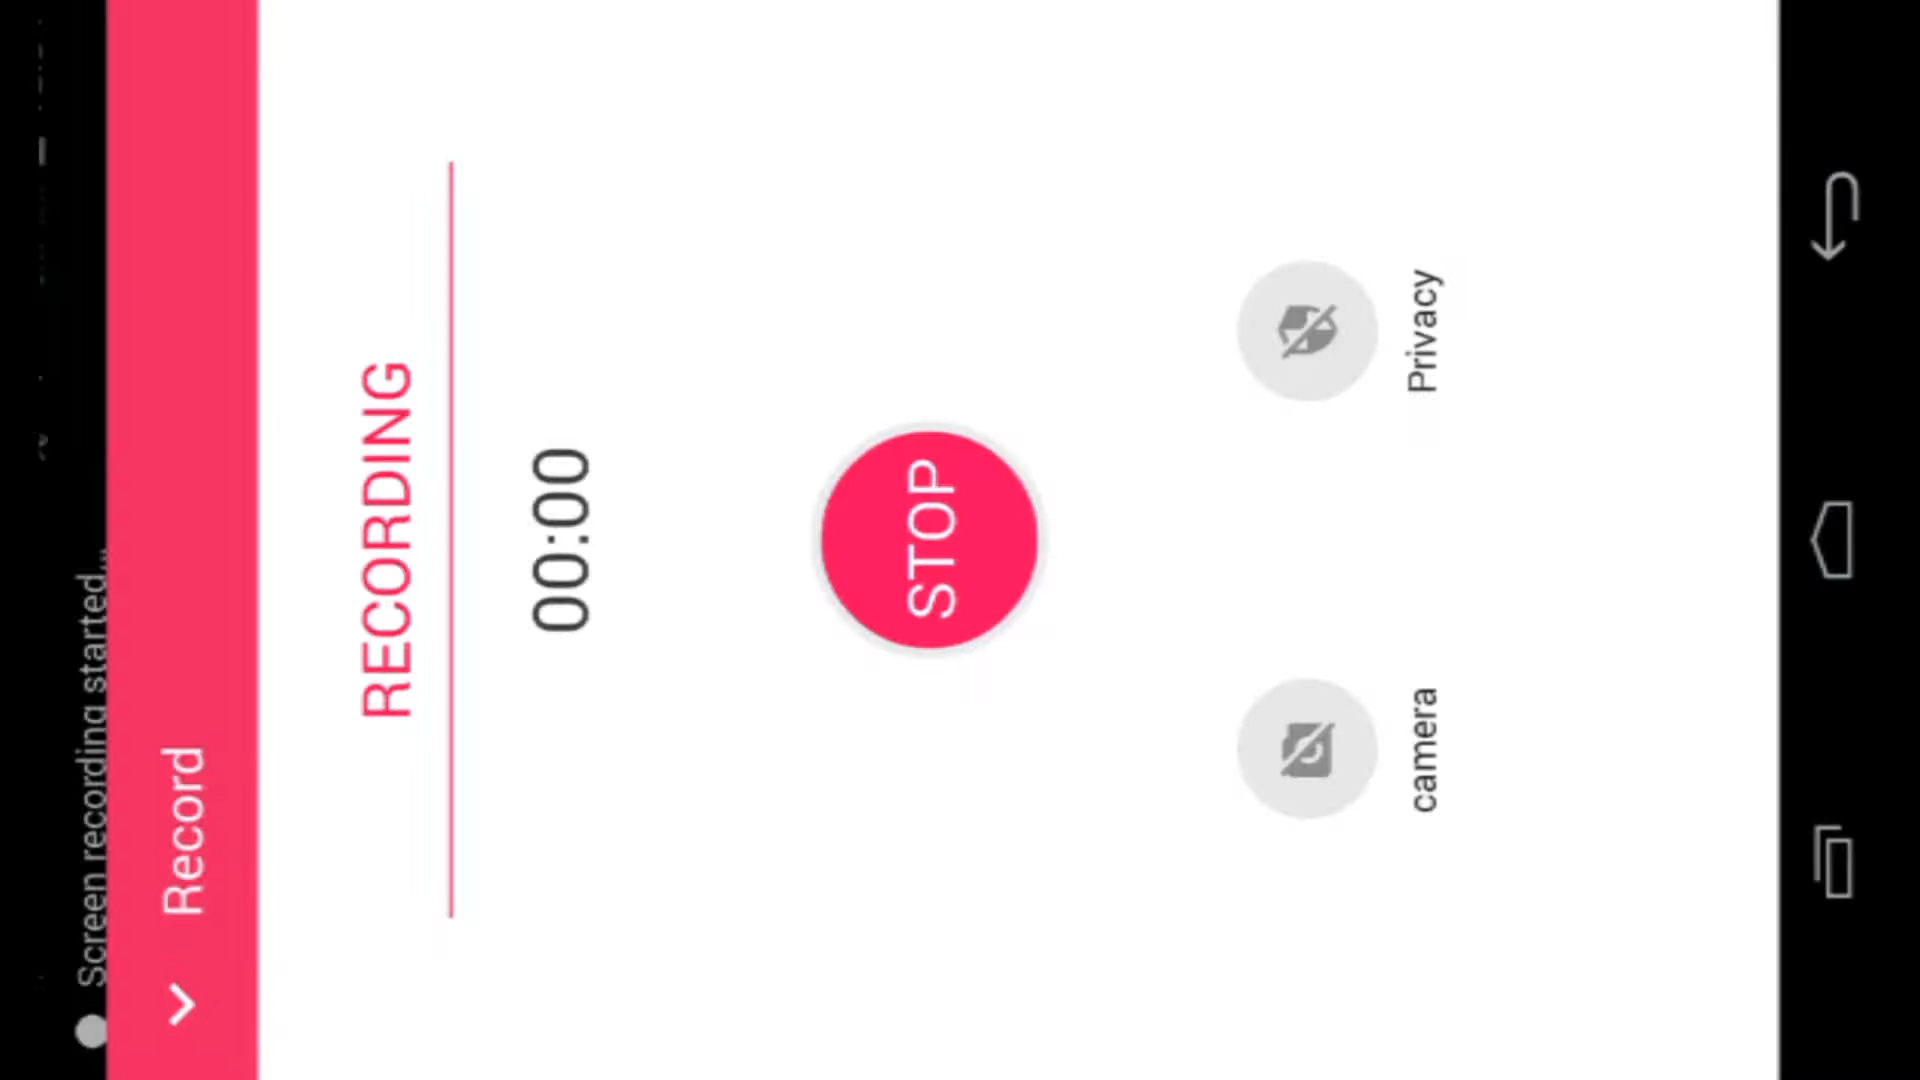 Screen recording started...
Record
RECORDING
00:00
STOP
camera
Privacy